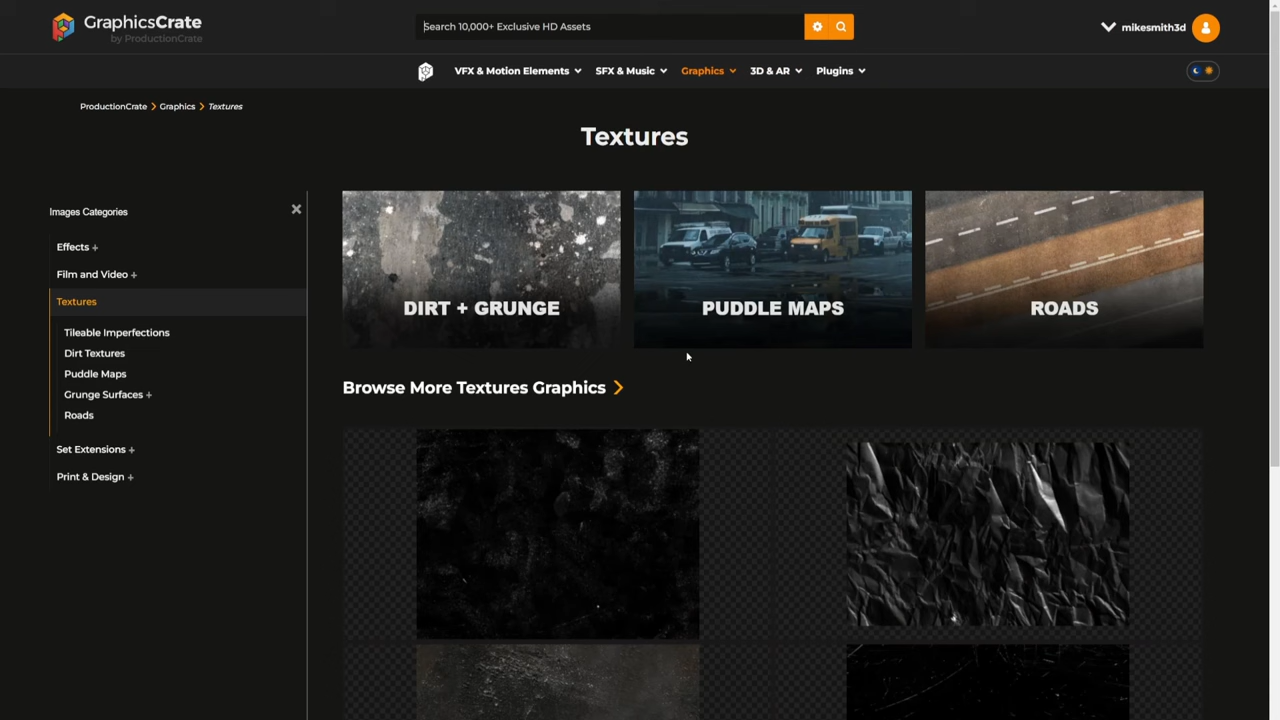 GraphicsCrate
by ProductionCrate
Search 10,000+ Exclusive HD Assets
mikesmith3d
VFX & Motion Elements
SFX & Music
Graphics
3D & AR
Plugins
ProductionCrate > Graphics > Textures
Textures
Images Categories
Effects +
Film and Video +
Textures
Tileable Imperfections
Dirt Textures
Puddle Maps
Grunge Surfaces +
Roads
Set Extensions +
Print & Design +
DIRT + GRUNGE
PUDDLE MAPS
ROADS
Browse More Textures Graphics >